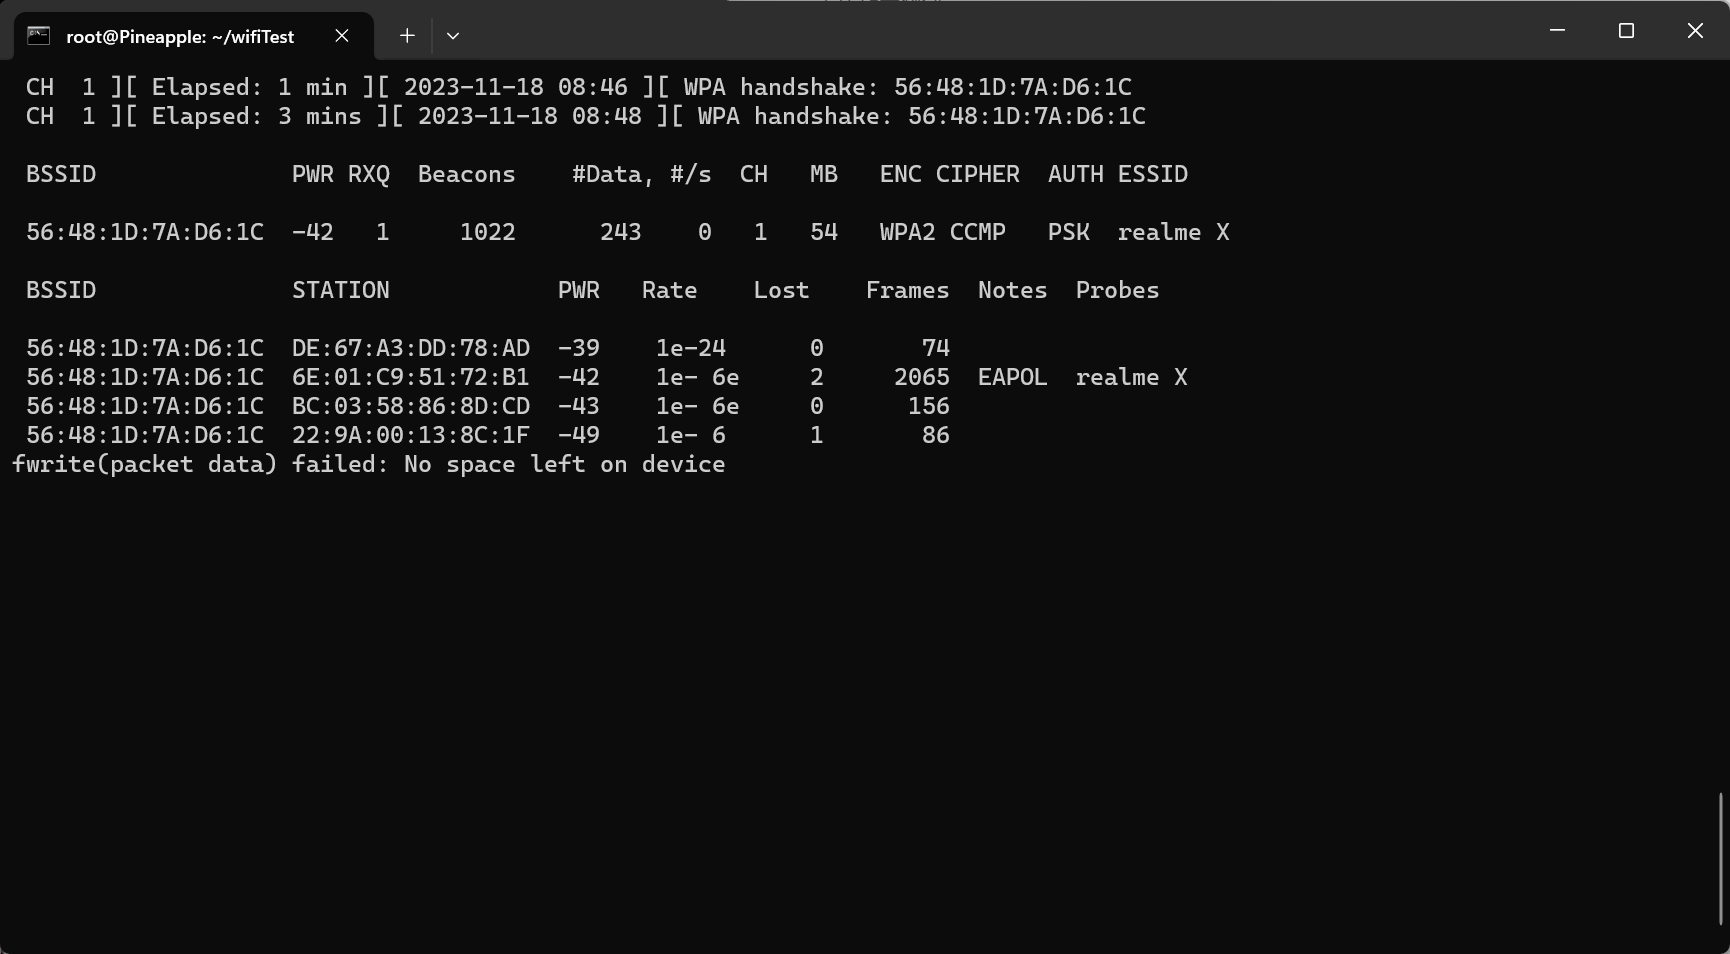 root@Pineapple: ~/wifiTest
CH  1 ][ Elapsed: 1 min ][ 2023-11-18 08:46 ][ WPA handshake: 56:48:1D:7A:D6:1C
CH  1 ][ Elapsed: 3 mins ][ 2023-11-18 08:48 ][ WPA handshake: 56:48:1D:7A:D6:1C
BSSID              PWR RXQ  Beacons    #Data, #/s  CH   MB   ENC CIPHER  AUTH ESSID
56:48:1D:7A:D6:1C  -42   1     1022      243    0   1   54   WPA2 CCMP   PSK  realme X
BSSID              STATION            PWR   Rate    Lost    Frames  Notes  Probes
56:48:1D:7A:D6:1C  DE:67:A3:DD:78:AD  -39    1e-24      0       74
56:48:1D:7A:D6:1C  6E:01:C9:51:72:B1  -42    1e- 6e     2     2065  EAPOL  realme X
56:48:1D:7A:D6:1C  BC:03:58:86:8D:CD  -43    1e- 6e     0      156
56:48:1D:7A:D6:1C  22:9A:00:13:8C:1F  -49    1e- 6      1       86
fwrite(packet data) failed: No space left on device